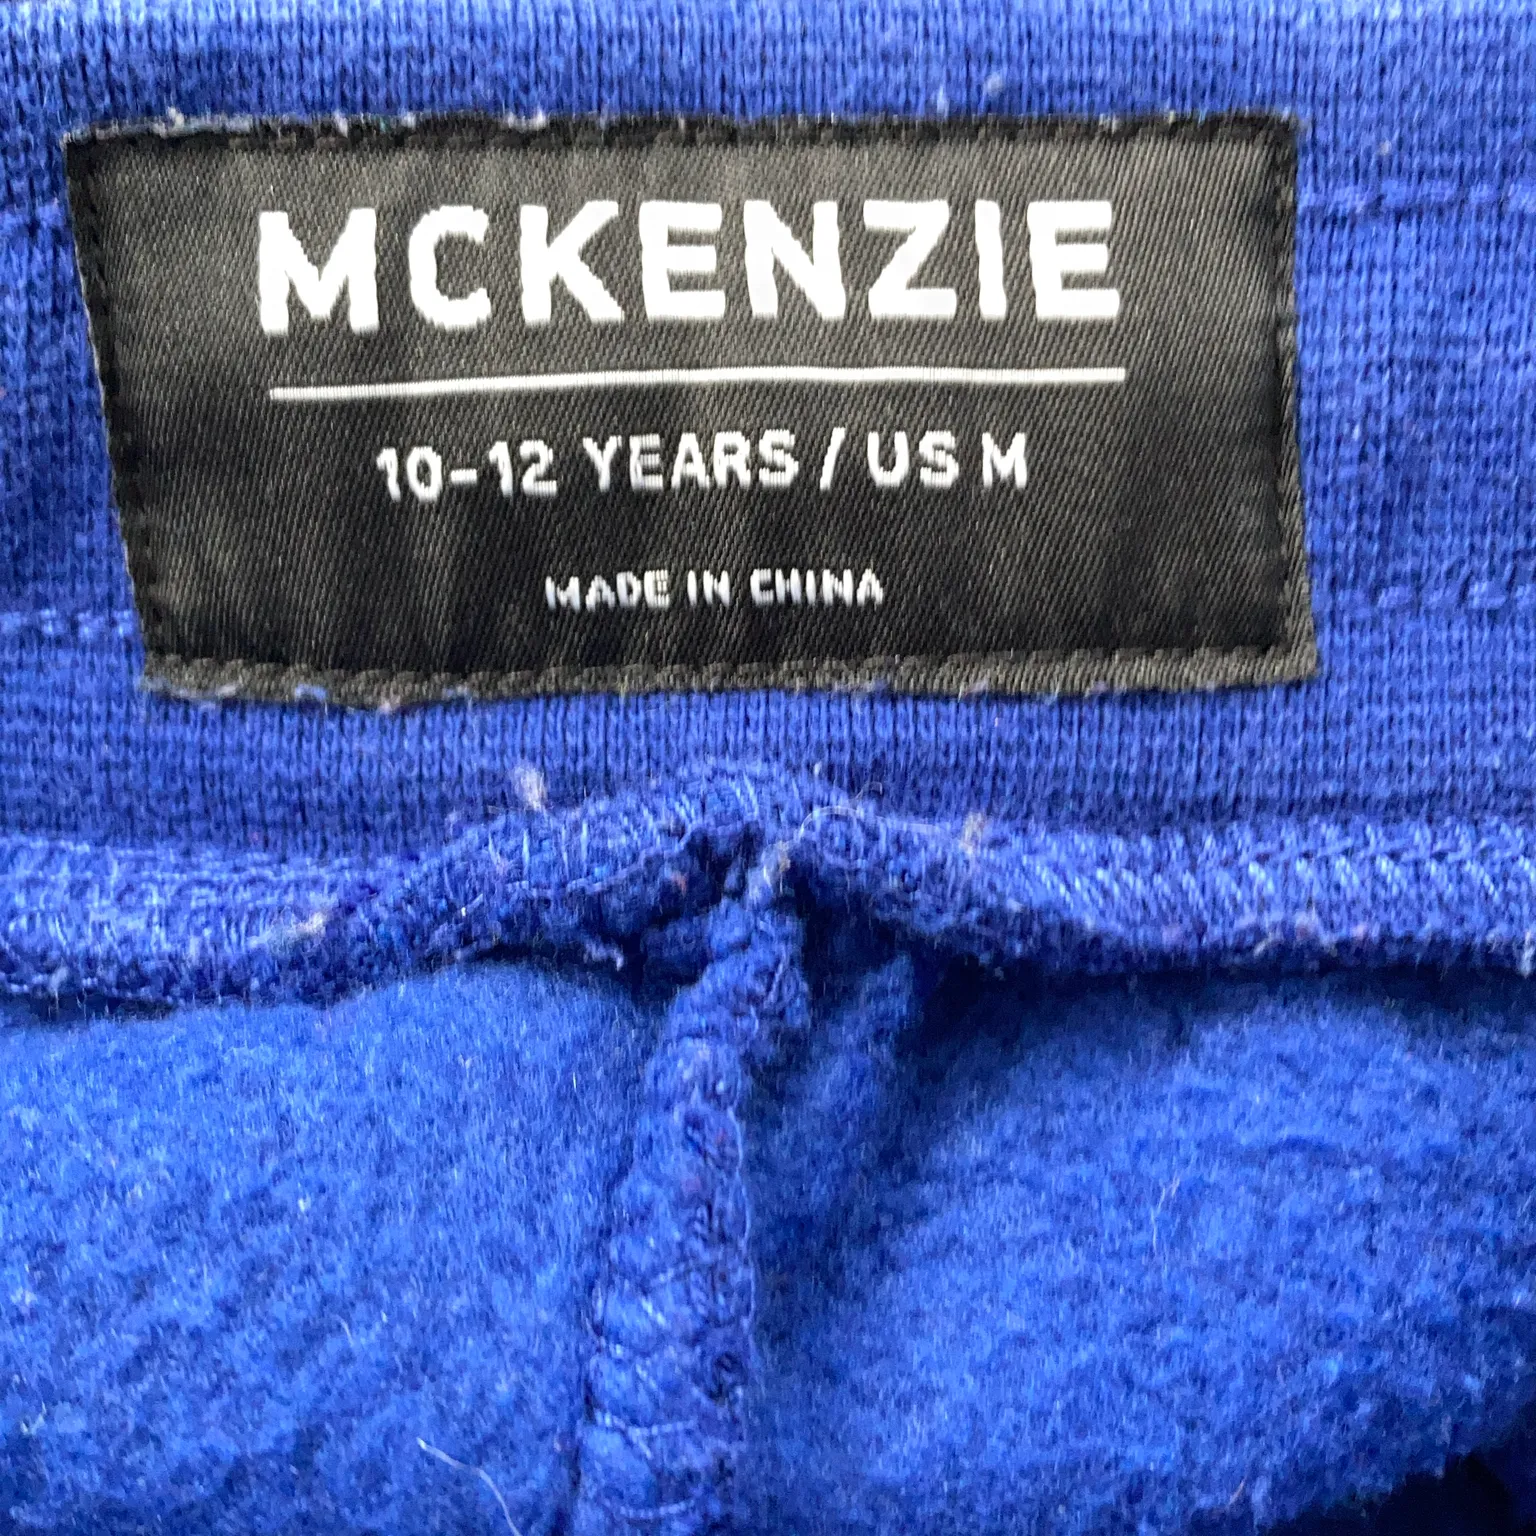 MCKENZIE
10-12 YEARS / US M
MADE IN CHINA